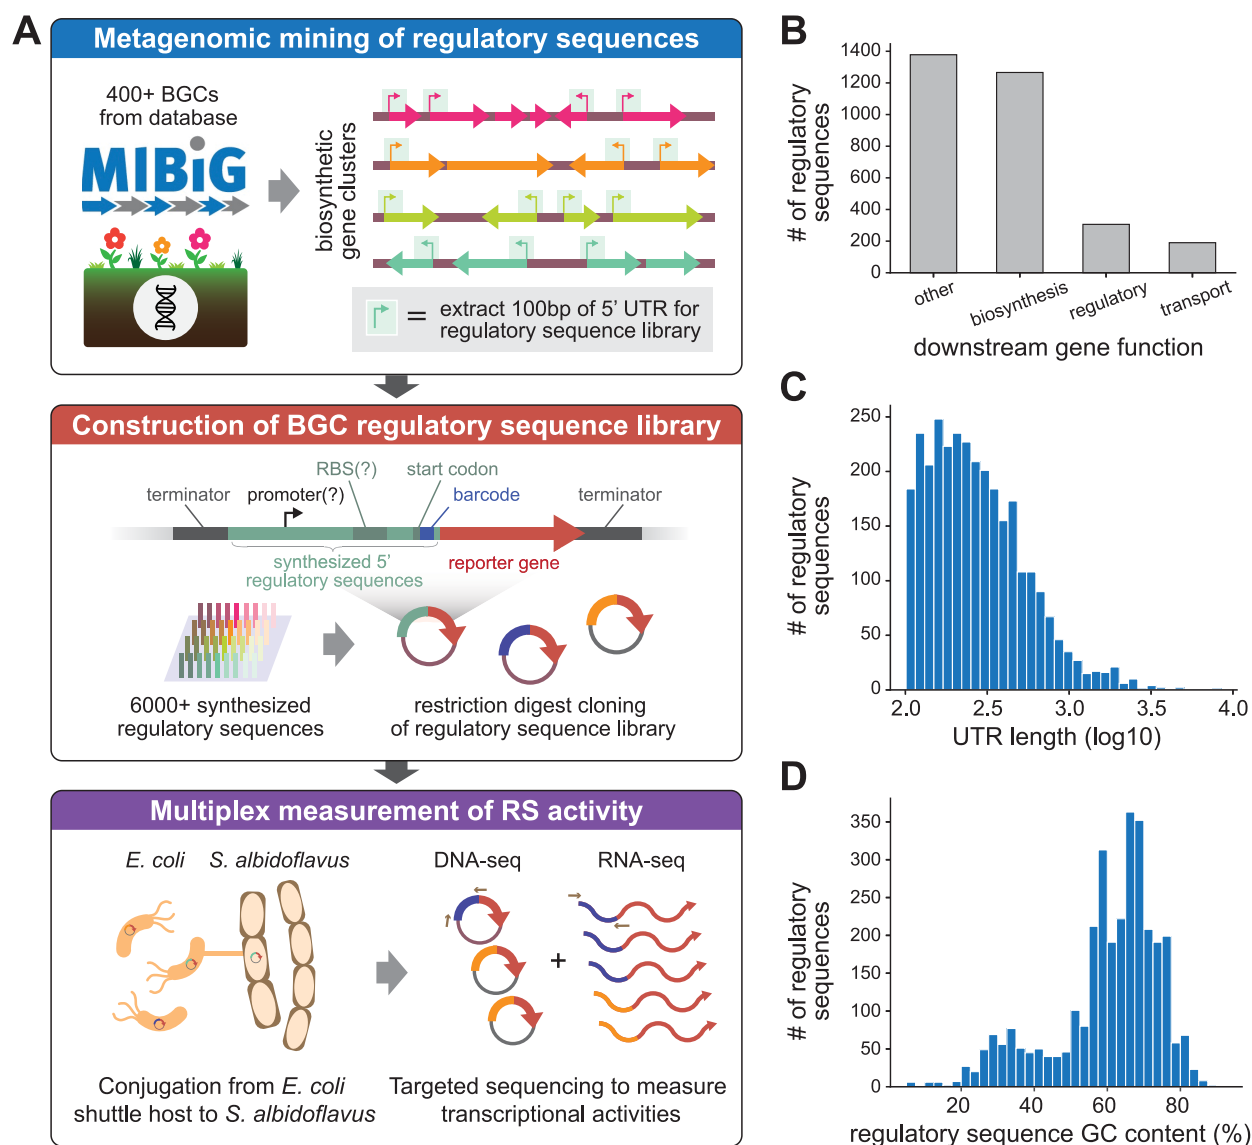 A
Metagenomic mining of regulatory sequences
400+ BGCs
from database
MIBiG
biosynthetic
gene clusters
= extract 100bp of 5' UTR for
regulatory sequence library
Construction of BGC regulatory sequence library
RBS(?)
start codon
terminator
promoter(?)
barcode
terminator
synthesized 5'
regulatory sequences
reporter gene
6000+ synthesized
regulatory sequences
restriction digest cloning
of regulatory sequence library
Multiplex measurement of RS activity
E. coli
S. albidoflavus
DNA-seq
RNA-seq
+
Conjugation from E. coli
shuttle host to S. albidoflavus
Targeted sequencing to measure
transcriptional activities
B
# of regulatory
sequences
1400
1200
1000
800
600
400
200
0
other
biosynthesis
regulatory
transport
downstream gene function
C
# of regulatory
sequences
250
200
150
100
50
0
2.0
2.5
3.0
3.5
4.0
UTR length (log10)
D
# of regulatory
sequences
350
300
250
200
150
100
50
0
20
40
60
80
regulatory sequence GC content (%)